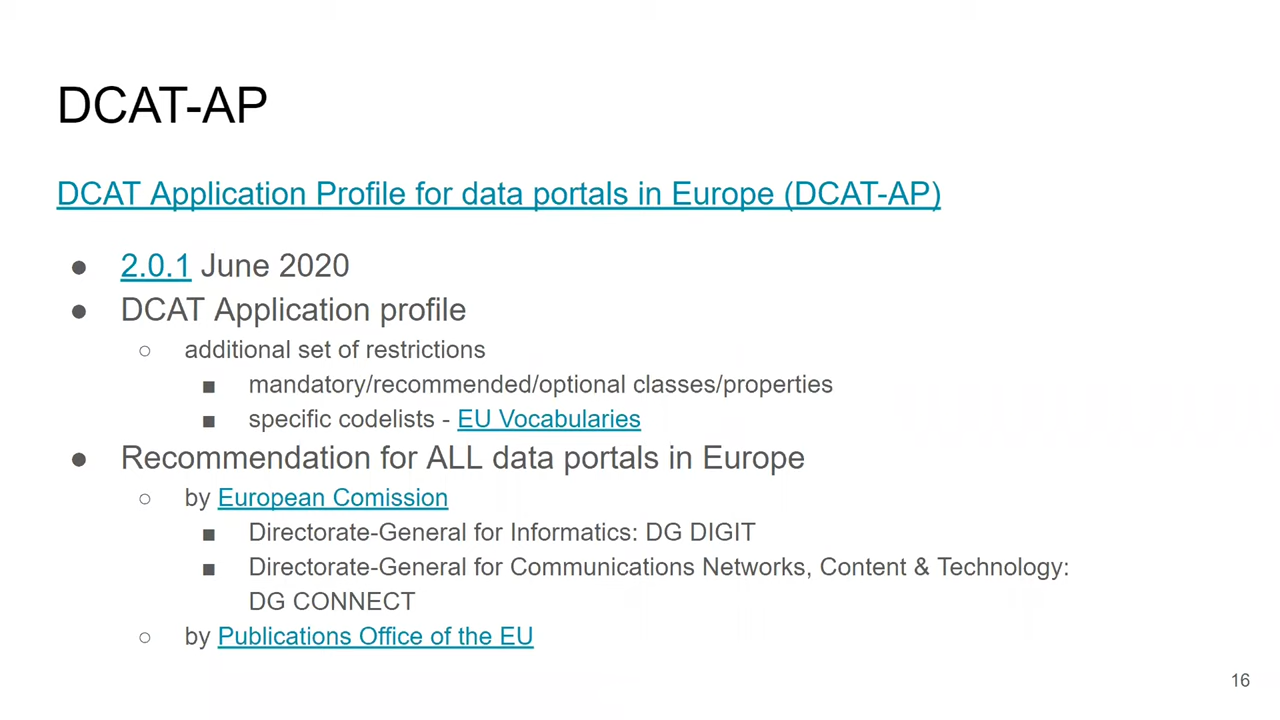 DCAT-AP
DCAT Application Profile for data portals in Europe (DCAT-AP)
● 2.0.1 June 2020
● DCAT Application profile
○ additional set of restrictions
■ mandatory/recommended/optional classes/properties
■ specific codelists - EU Vocabularies
● Recommendation for ALL data portals in Europe
○ by European Comission
■ Directorate-General for Informatics: DG DIGIT
■ Directorate-General for Communications Networks, Content & Technology:
DG CONNECT
○ by Publications Office of the EU
16